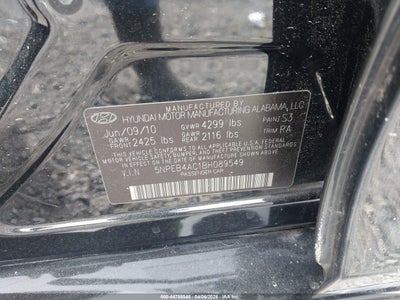 MANUFACTURED BY
HYUNDAI MOTOR MANUFACTURING ALABAMA, LLC
Jun/09/10 GVWR 4299 lbs PAINT S3
GAWR FRONT 2425 lbs GAWR REAR 2116 lbs TRIM RA
THIS VEHICLE CONFORMS TO ALL APPLICABLE U.S.A. FEDERAL
MOTOR VEHICLE SAFETY, BUMPER, AND THEFT PREVENTION STANDARDS
IN EFFECT ON THE DATE OF MANUFACTURE SHOWN ABOVE.
V.I.N 5NPEB4AC1BH089549
PASSENGER CAR